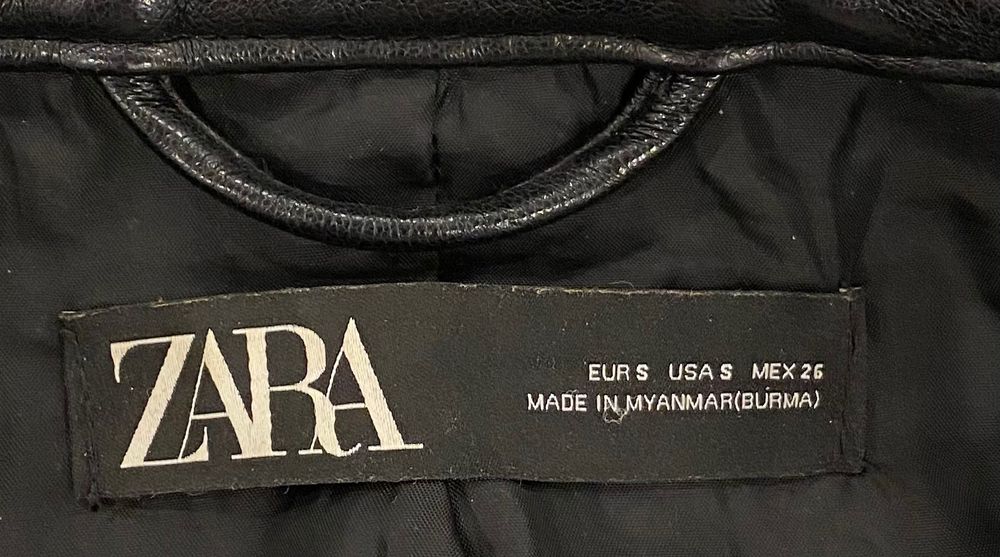 ZARA
EUR S USA S MEX 26
MADE IN MYANMAR(BURMA)